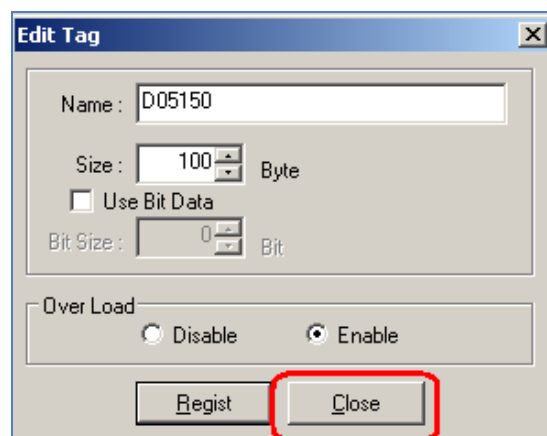 Edit Tag
Name : D05150
Size : 100 Byte
Use Bit Data
Bit Size : 0 Bit
Over Load
Disable Enable
Regist Close